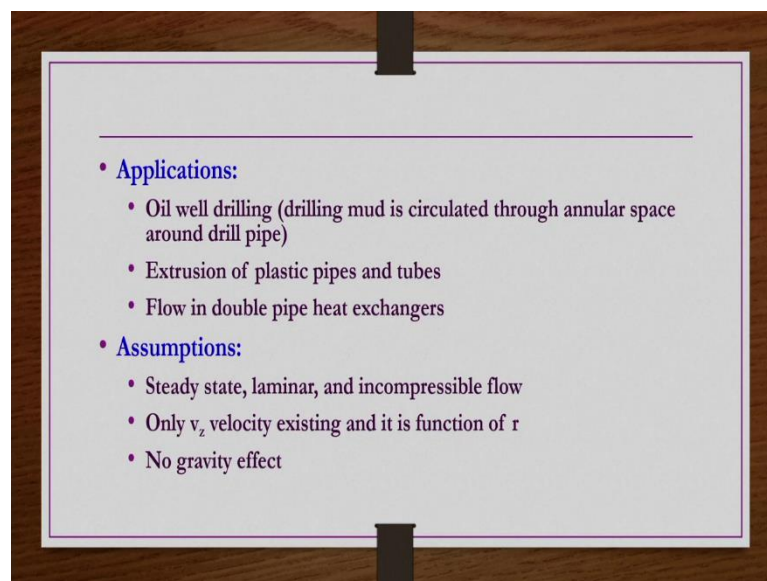 • Applications:
• Oil well drilling (drilling mud is circulated through annular space
around drill pipe)
• Extrusion of plastic pipes and tubes
• Flow in double pipe heat exchangers
• Assumptions:
• Steady state, laminar, and incompressible flow
• Only v_z velocity existing and it is function of r
• No gravity effect